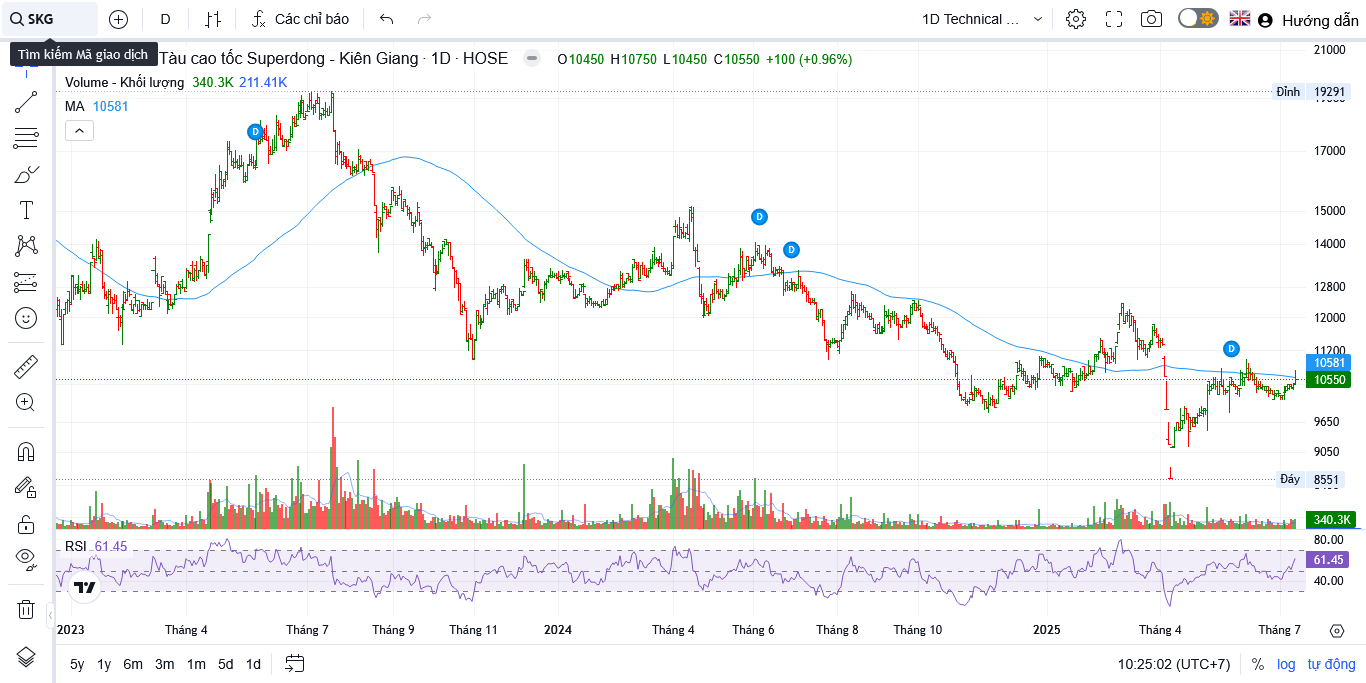 SKG
D
Các chỉ báo
1D Technical ...
Hướng dẫn
Tìm kiếm Mã giao dịch
Tàu cao tốc Superdong - Kiên Giang · 1D · HOSE
O10450 H10750 L10450 C10550 +100 (+0.96%)
Volume - Khối lượng 340.3K 211.41K
MA 10581
21000
Đỉnh 19291
17000
15000
14000
12800
12000
11700
10581
10550
9650
9050
Đáy 8551
340.3K
D
D
D
D
RSI 61.45
80.00
61.45
40.00
2023 Tháng 4 Tháng 7 Tháng 9 Tháng 11 2024 Tháng 4 Tháng 6 Tháng 8 Tháng 10 2025 Tháng 4 Tháng 7
5y 1y 6m 3m 1m 5d 1d
10:25:02 (UTC+7) % log tự động